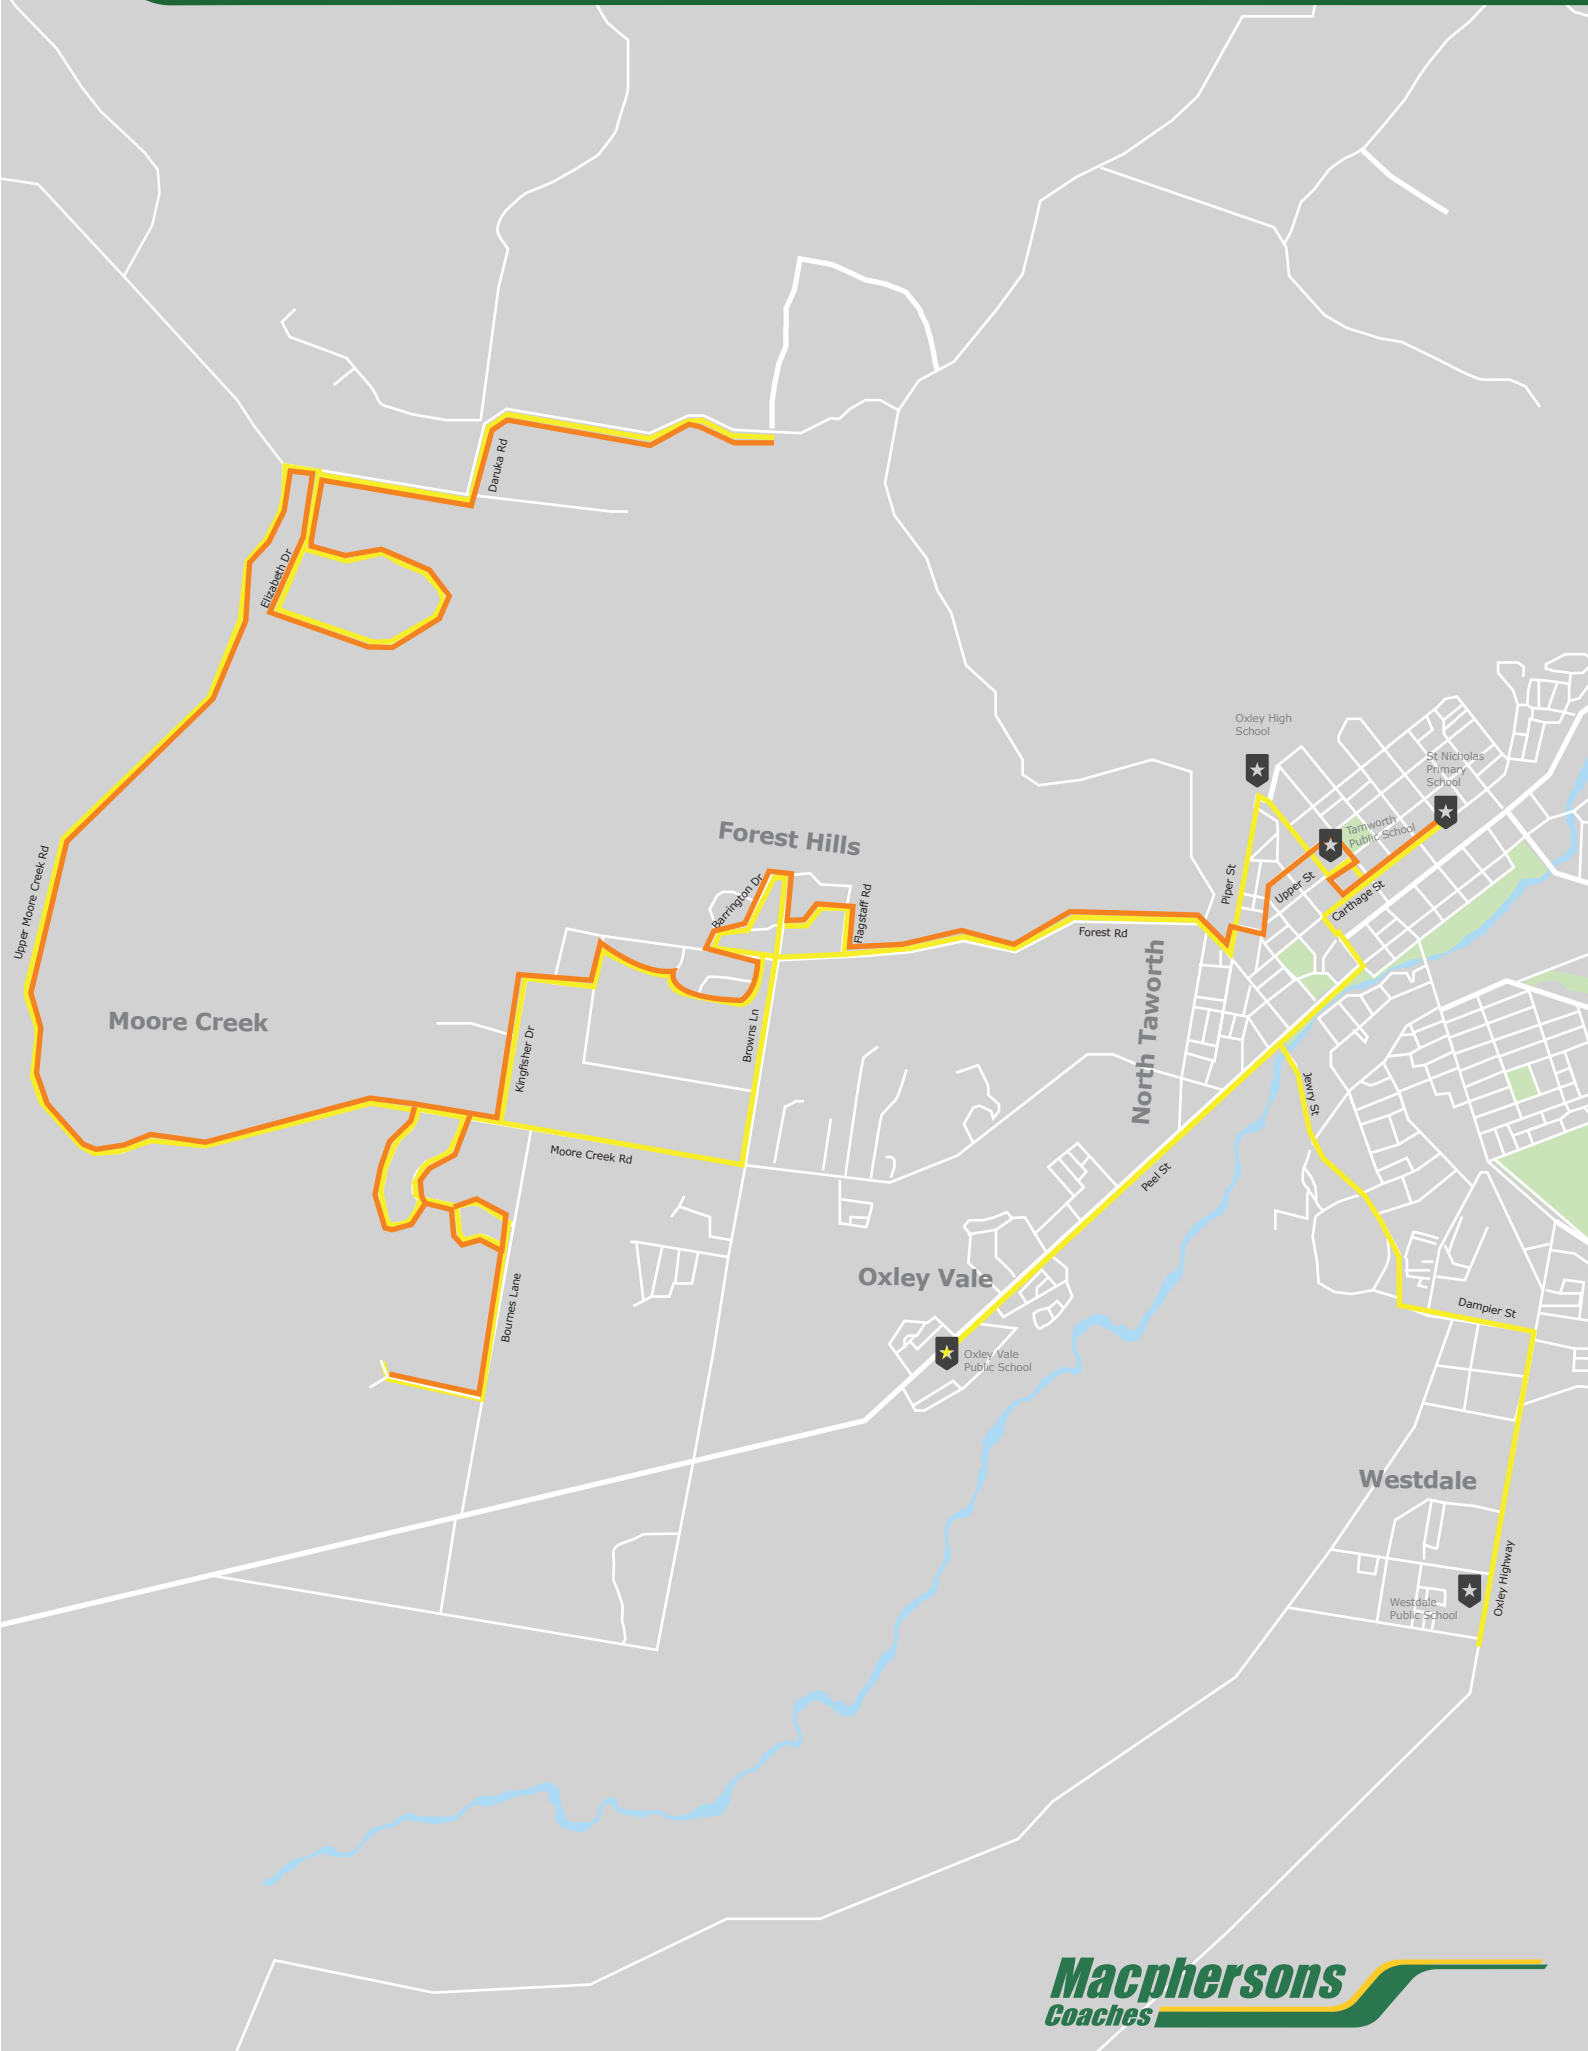 Daruka Rd
Elizabeth Dr
Oxley High
School
St Nicholas
Primary
School
Tamworth
Public School
Forest Hills
Upper Moore Creek Rd
Barrington Dr
Flagstaff Rd
Piper St
Upper St
Carthage St
Forest Rd
North Taworth
Moore Creek
Browns Ln
Kingfisher Dr
Jewry St
Moore Creek Rd
Peel St
Oxley Vale
Bournes Lane
Dampier St
Oxley Vale
Public School
Westdale
Oxley Highway
Westdale
Public School
Macphersons
Coaches